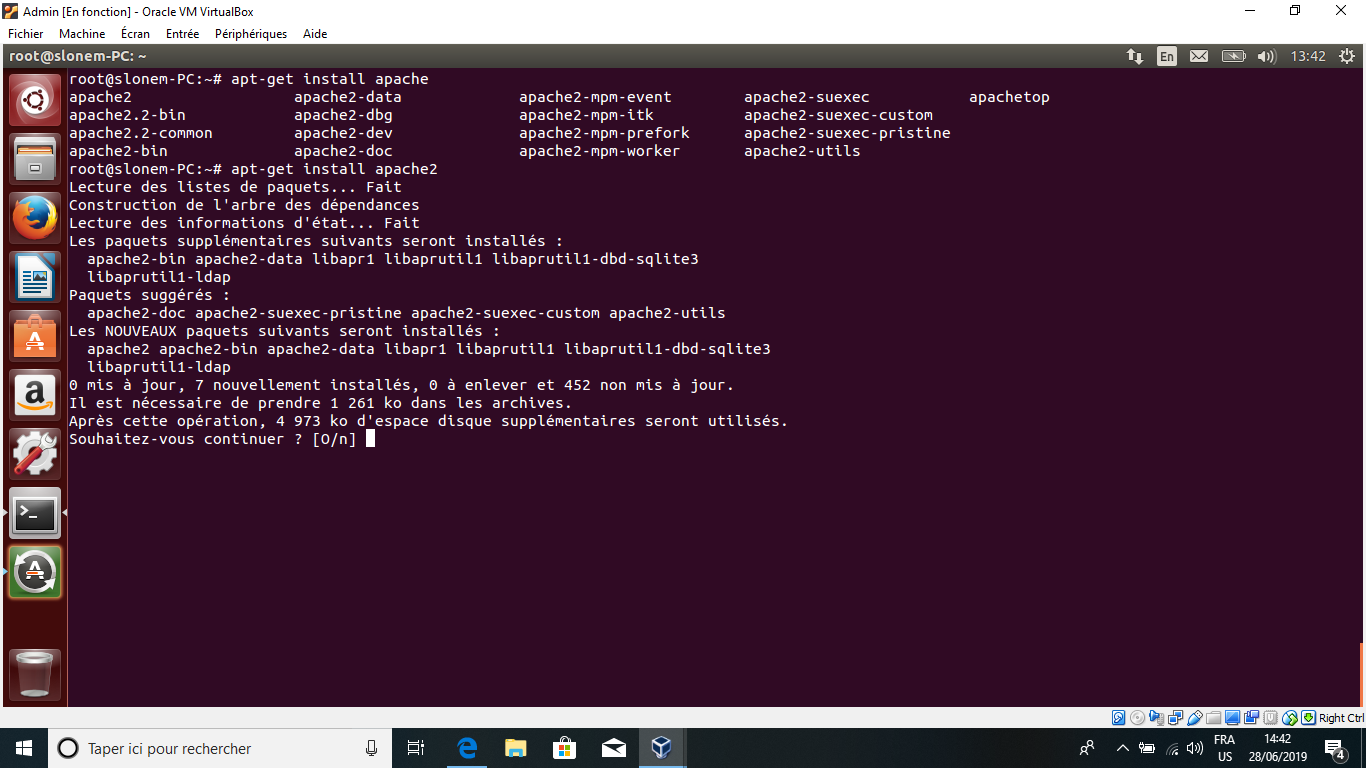 Admin [En fonction] - Oracle VM VirtualBox
Fichier Machine Écran Entrée Périphériques Aide
root@slonem-PC: ~ En 13:42
root@slonem-PC:~# apt-get install apache
apache2 apache2-data apache2-mpm-event apache2-suexec apachetop
apache2.2-bin apache2-dbg apache2-mpm-itk apache2-suexec-custom
apache2.2-common apache2-dev apache2-mpm-prefork apache2-suexec-pristine
apache2-bin apache2-doc apache2-mpm-worker apache2-utils
root@slonem-PC:~# apt-get install apache2
Lecture des listes de paquets... Fait
Construction de l'arbre des dépendances
Lecture des informations d'état... Fait
Les paquets supplémentaires suivants seront installés :
apache2-bin apache2-data libapr1 libaprutil1 libaprutil1-dbd-sqlite3
libaprutil1-ldap
Paquets suggérés :
apache2-doc apache2-suexec-pristine apache2-suexec-custom apache2-utils
Les NOUVEAUX paquets suivants seront installés :
apache2 apache2-bin apache2-data libapr1 libaprutil1 libaprutil1-dbd-sqlite3
libaprutil1-ldap
0 mis à jour, 7 nouvellement installés, 0 à enlever et 452 non mis à jour.
Il est nécessaire de prendre 1 261 ko dans les archives.
Après cette opération, 4 973 ko d'espace disque supplémentaires seront utilisés.
Souhaitez-vous continuer ? [O/n]
Right Ctrl
Taper ici pour rechercher
FRA
US
14:42
28/06/2019
4